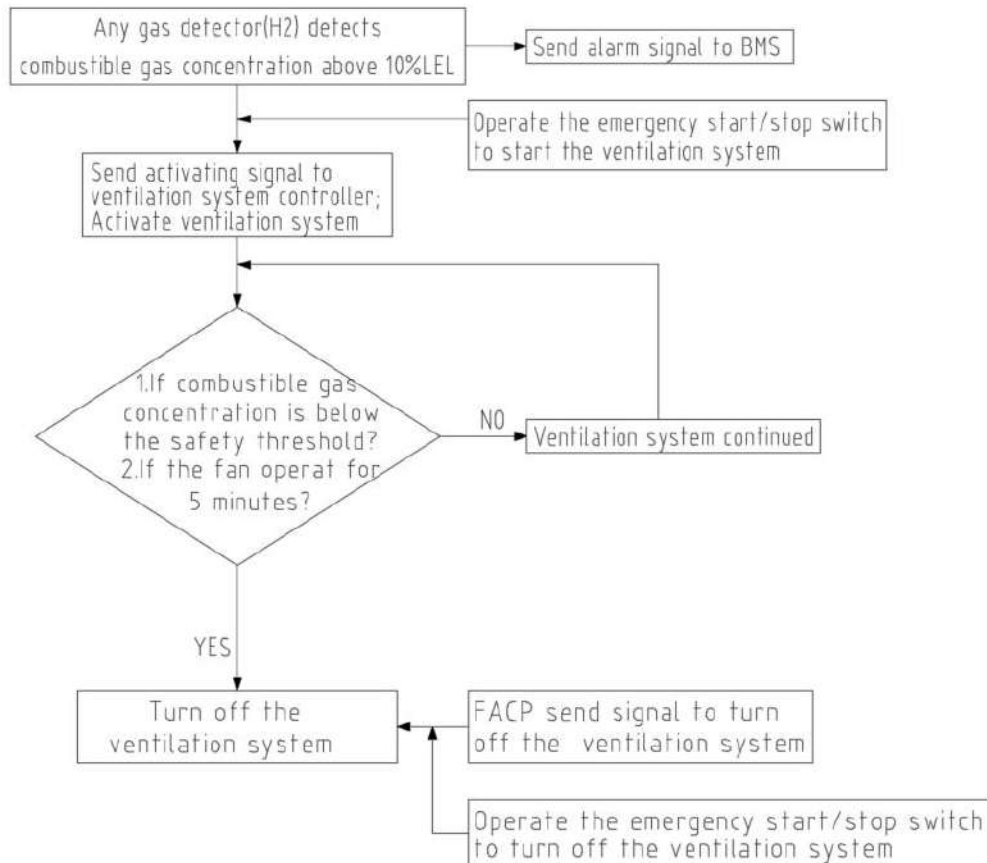 Any gas detector(H2) detects
combustible gas concentration above 10%LEL
Send alarm signal to BMS
Operate the emergency start/stop switch
to start the ventilation system
Send activating signal to
ventilation system controller;
Activate ventilation system
1.If combustible gas
concentration is below
the safety threshold?
2.If the fan operat for
5 minutes?
NO
Ventilation system continued
YES
Turn off the
ventilation system
FACP send signal to turn
off the ventilation system
Operate the emergency start/stop switch
to turn off the ventilation system